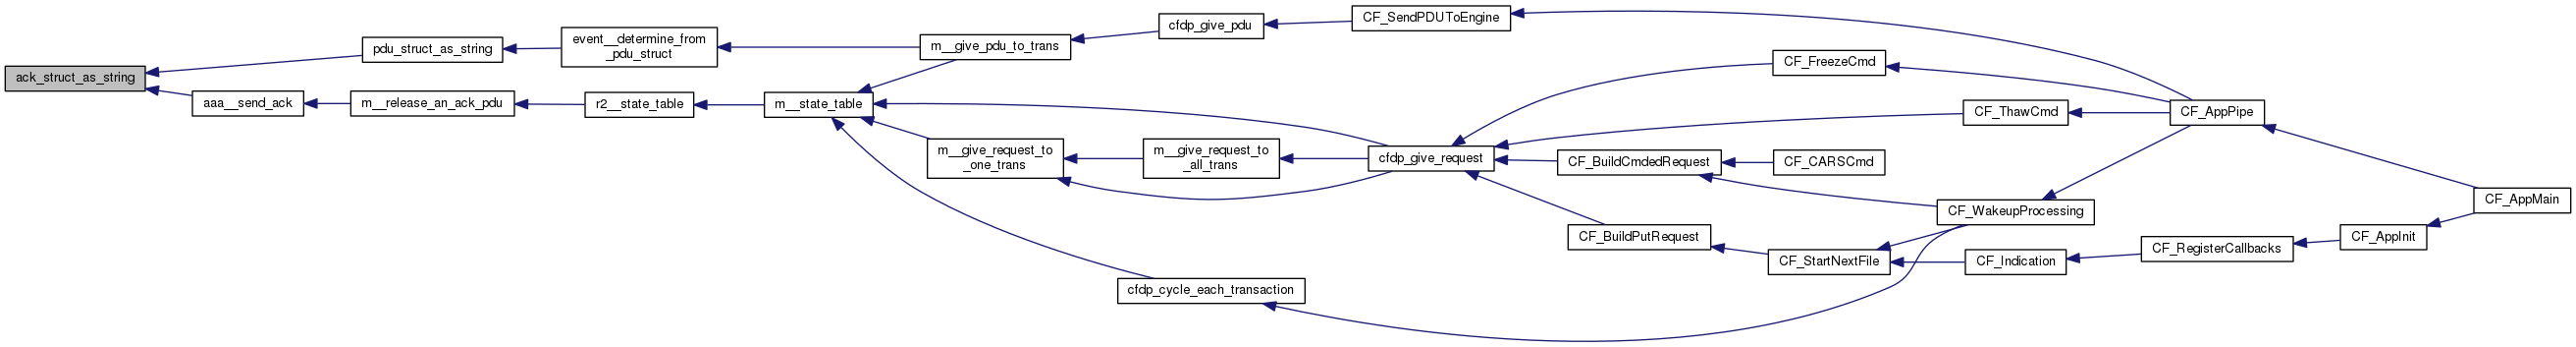 ack_struct_as_string
pdu_struct_as_string
aaa__send_ack
event__determine_from
_pdu_struct
m__release_an_ack_pdu
r2__state_table
m__give_pdu_to_trans
m__state_table
m__give_request_to
_one_trans
cfdp_give_pdu
m__give_request_to
_all_trans
cfdp_cycle_each_transaction
CF_SendPDUToEngine
cfdp_give_request
CF_FreezeCmd
CF_BuildCmdedRequest
CF_BuildPutRequest
CF_ThawCmd
CF_CARSCmd
CF_WakeupProcessing
CF_StartNextFile
CF_Indication
CF_AppPipe
CF_RegisterCallbacks
CF_AppInit
CF_AppMain